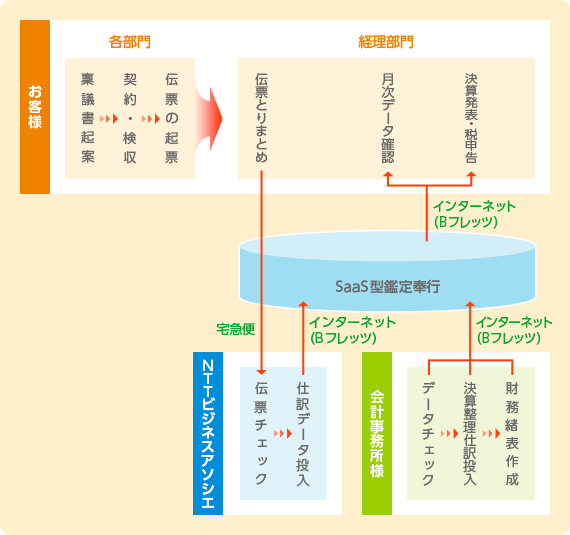 お客様
各部門
稟議書起案
契約・検収
伝票の起票
経理部門
伝票とりまとめ
月次データ確認
決算発表・税申告
インターネット
（Bフレッツ）
SaaS型鑑定奉行
宅急便
インターネット
（Bフレッツ）
インターネット
（Bフレッツ）
NTTビジネスアソシエ
伝票チェック
仕訳データ投入
会計事務所様
データチェック
決算整理仕訳投入
財務緒表作成